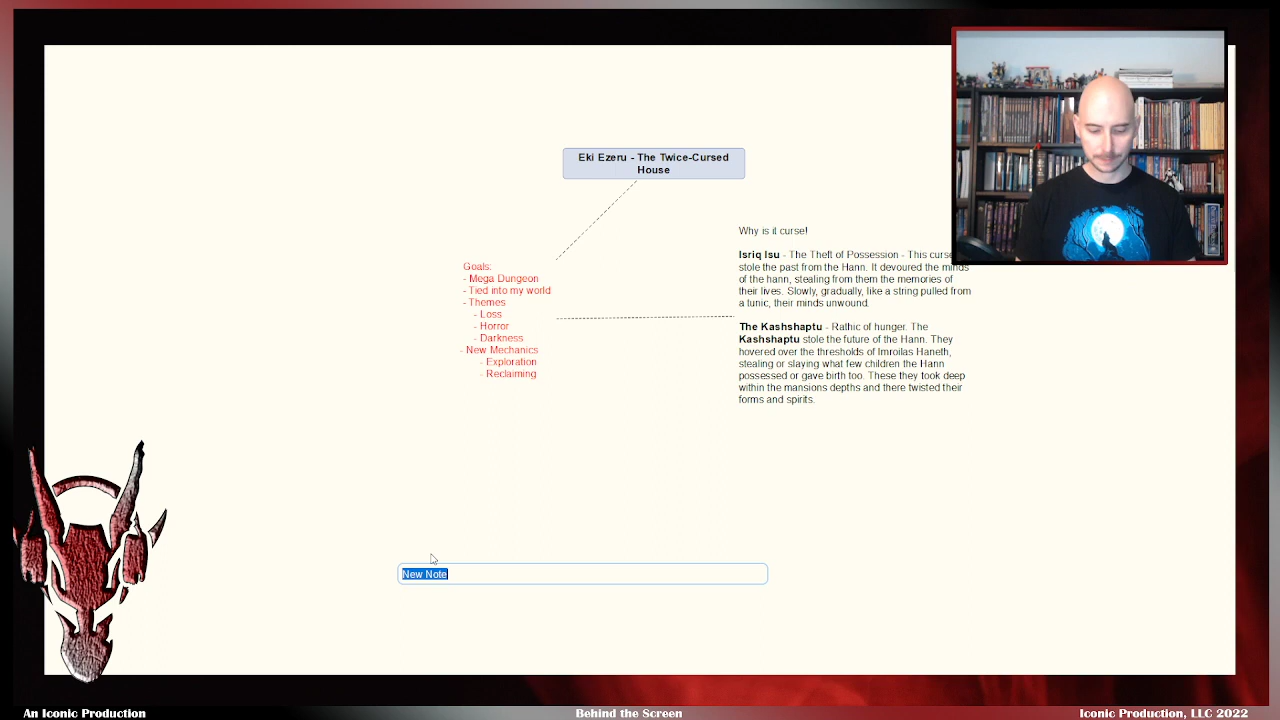 Eki Ezeru - The Twice-Cursed
House
Goals:
- Mega Dungeon
- Tied into my world
- Themes
- Loss
- Horror
- Darkness
- New Mechanics
- Exploration
- Reclaiming
Why is it curse!
Isriq Isu - The Theft of Possession - This curse
stole the past from the Hann. It devoured the minds
of the hann, stealing from them the memories of
their lives. Slowly, gradually, like a string pulled from
a tunic, their minds unwound.
The Kashshaptu - Rathic of hunger. The
Kashshaptu stole the future of the Hann. They
hovered over the thresholds of Imroilas Haneth,
stealing or slaying what few children the Hann
possessed or gave birth too. These they took deep
within the mansions depths and there twisted their
forms and spirits.
New Note
An Iconic Production
Behind the Screen
Iconic Production, LLC 2022